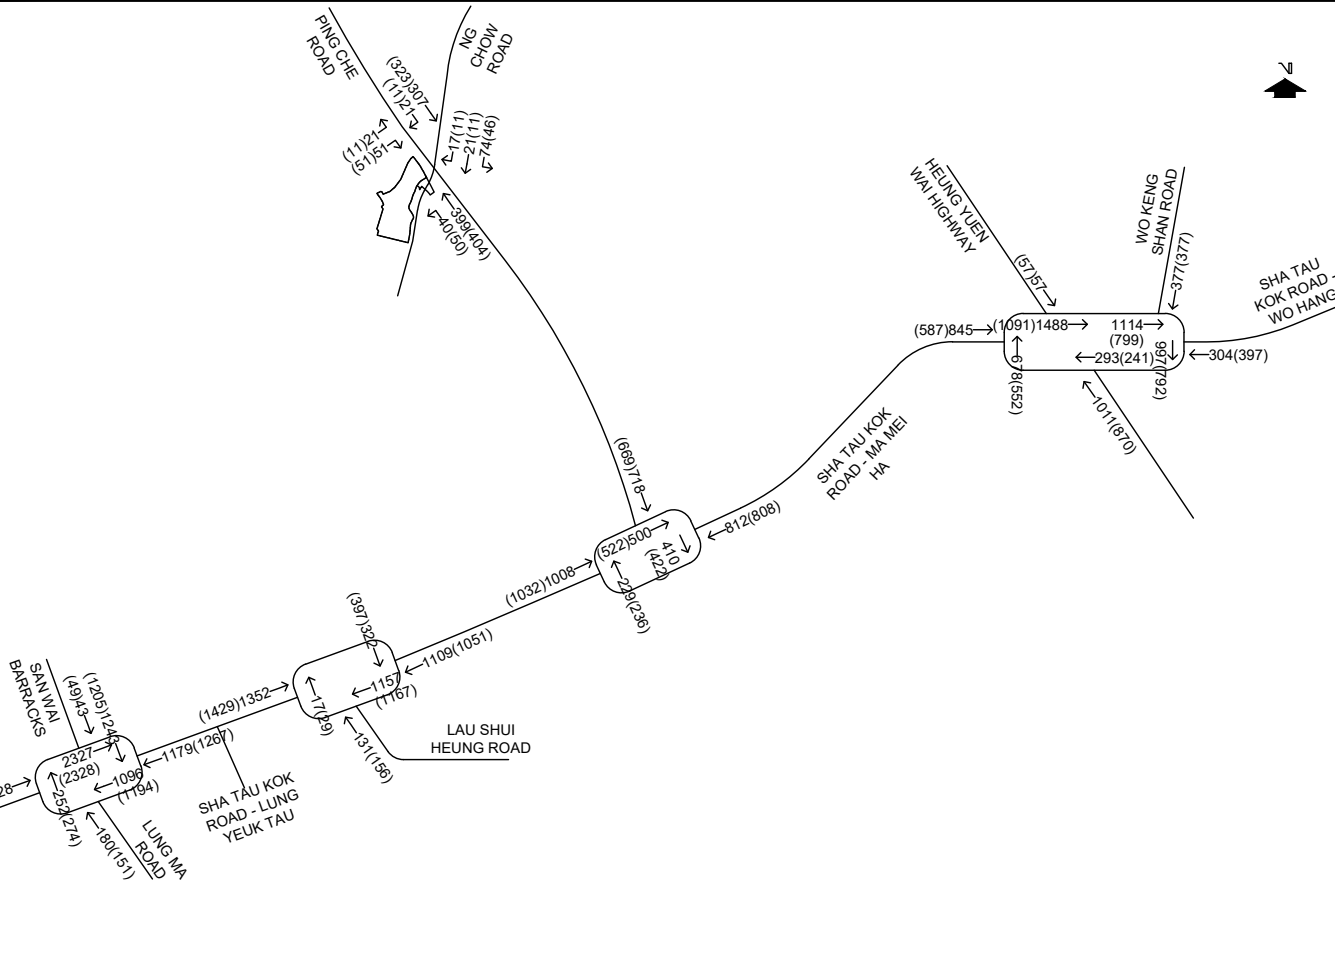 PING CHE
ROAD
NG
CHOW
ROAD
(323)307
(11)21
(11)21
(51)51
17(11)
21(11)
74(46)
399(404)
40(50)
HEUNG YUEN
WAI HIGHWAY
WO KENG
SHAN ROAD
SHA TAU
KOK ROAD -
WO HANG
(57)57
377(377)
(587)845
(1091)1488
1114
(799)
293(241)
997(792)
304(397)
678(552)
1011(870)
SHA TAU KOK
ROAD - MA MEI
HA
(669)718
812(808)
(522)500
410
(422)
229(236)
(1032)1008
1109(1051)
(397)322
1157
(1167)
17(29)
(1429)1352
131(156)
LAU SHUI
HEUNG ROAD
SAN WAI
BARRACKS
(1205)1243
(49)43
2327
(2328)
1179(1267)
1096
(1194)
252(274)
28
180(151)
LUNG MA
ROAD
SHA TAU KOK
ROAD - LUNG
YEUK TAU